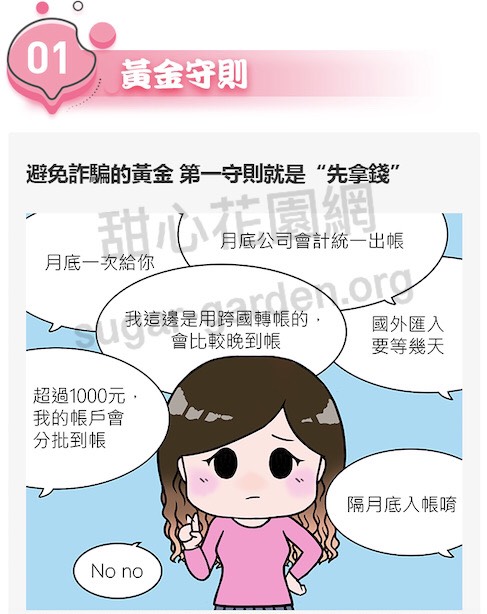 01
黃金守則
避免詐騙的黃金 第一守則就是“先拿錢”
甜心花園網
sugar-garden.org
月底一次給你
月底公司會計統一出帳
我這邊是用跨國轉帳的，
會比較晚到帳
國外匯入
要等幾天
超過1000元，
我的帳戶會
分批到帳
隔月底入帳唷
No no